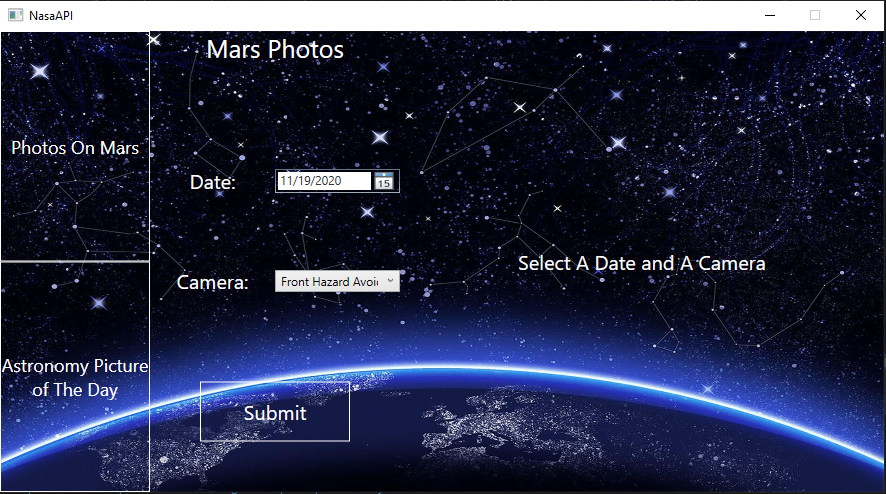 NasaAPI
Mars Photos
Photos On Mars
Date:
11/19/2020
15
Select A Date and A Camera
Camera:
Front Hazard Avoid
Astronomy Picture
of The Day
Submit